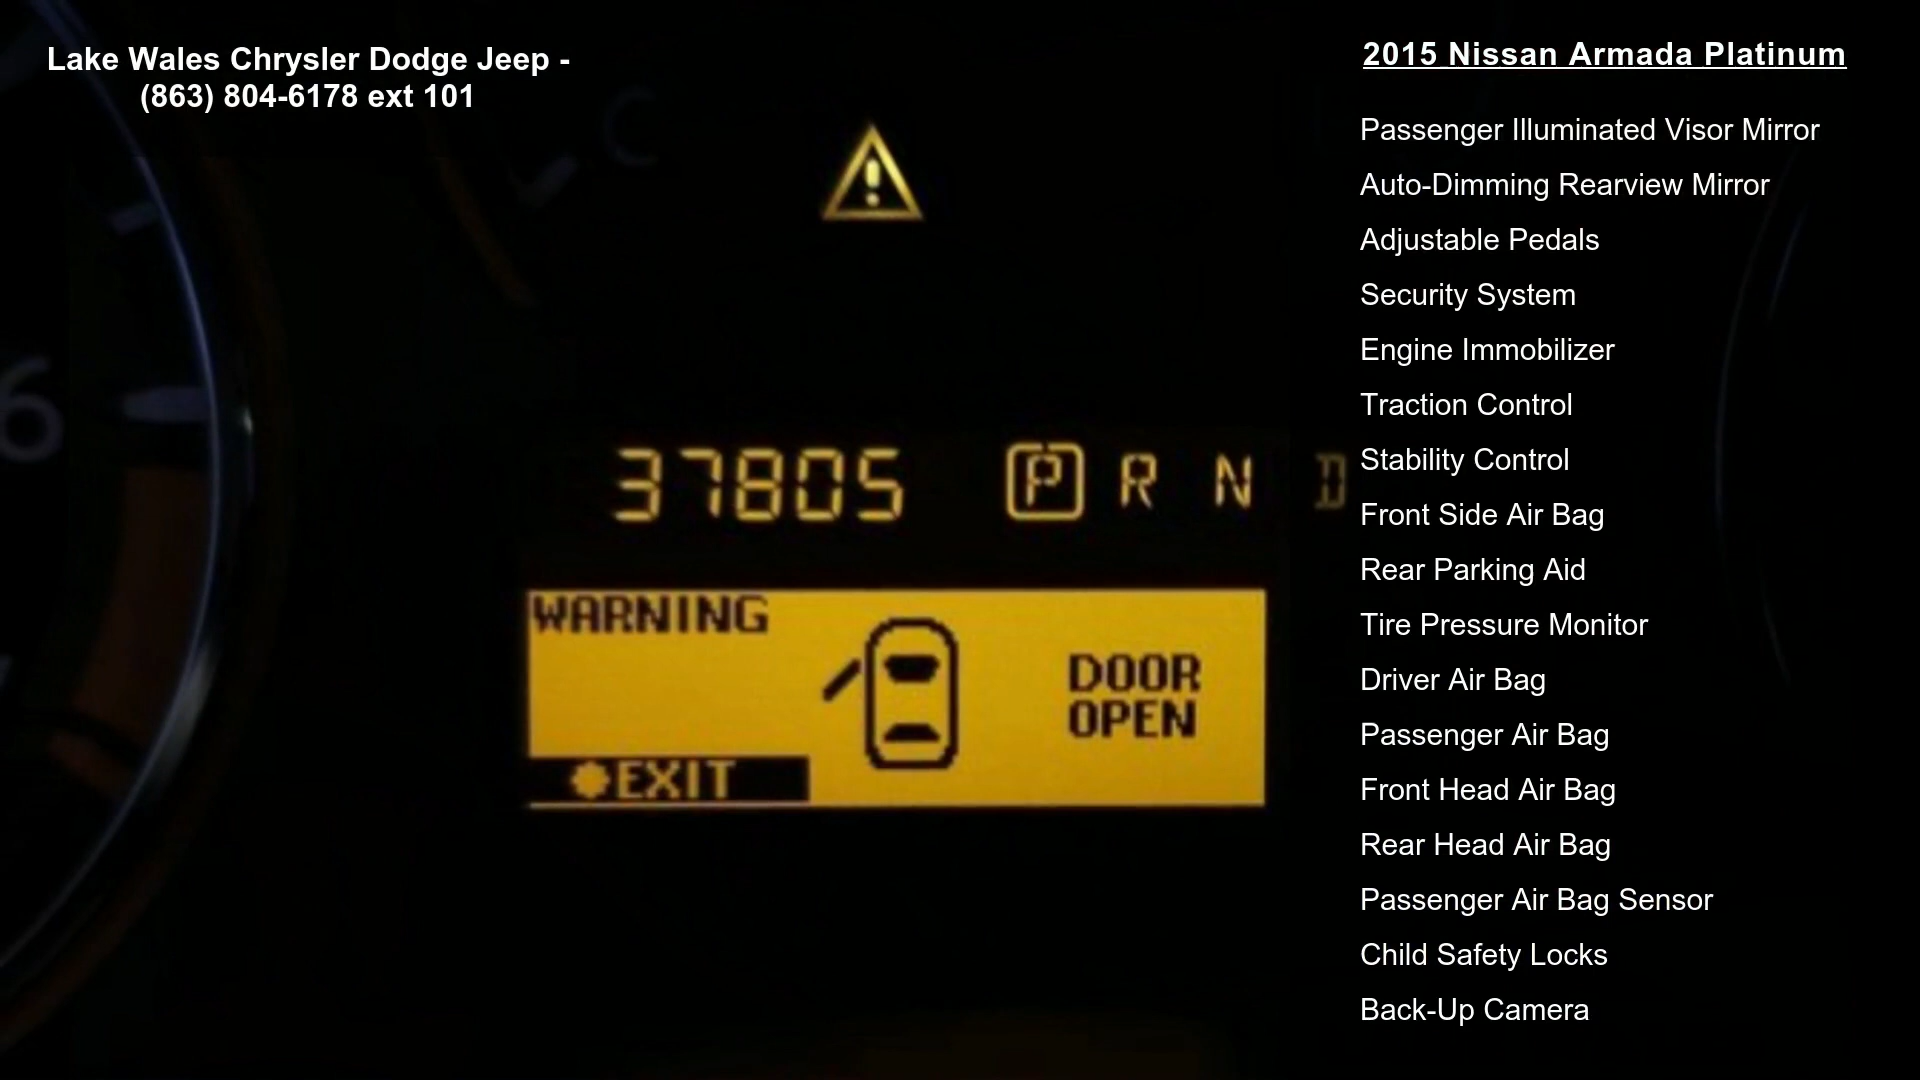 Lake Wales Chrysler Dodge Jeep -
(863) 804-6178 ext 101
2015 Nissan Armada Platinum
Passenger Illuminated Visor Mirror
Auto-Dimming Rearview Mirror
Adjustable Pedals
Security System
Engine Immobilizer
Traction Control
Stability Control
Front Side Air Bag
Rear Parking Aid
Tire Pressure Monitor
Driver Air Bag
Passenger Air Bag
Front Head Air Bag
Rear Head Air Bag
Passenger Air Bag Sensor
Child Safety Locks
Back-Up Camera
C
6
37805 P R N D
WARNING
DOOR
OPEN
EXIT